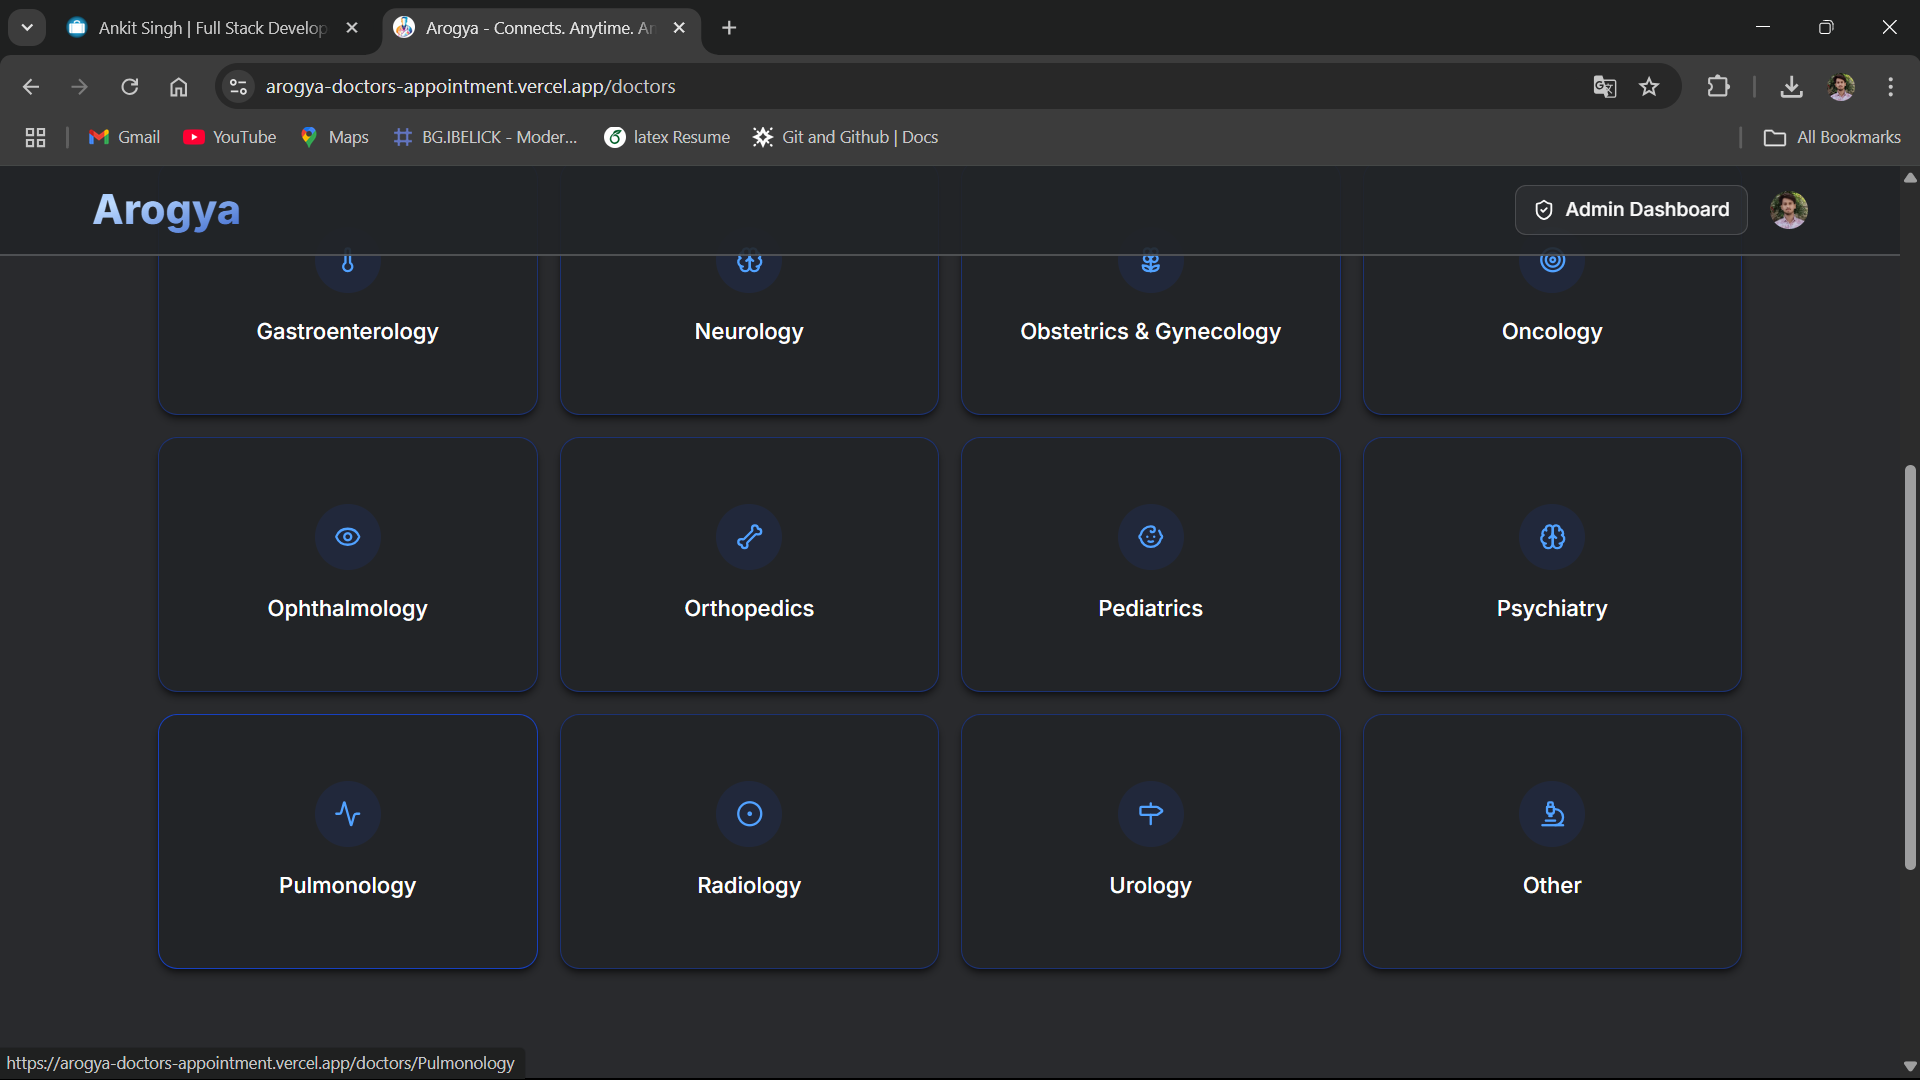 Ankit Singh | Full Stack Develop
Arogya - Connects. Anytime. An
arogya-doctors-appointment.vercel.app/doctors
Gmail
YouTube
Maps
BG.IBELICK - Moder...
latex Resume
Git and Github | Docs
All Bookmarks
Arogya
Admin Dashboard
Gastroenterology
Neurology
Obstetrics & Gynecology
Oncology
Ophthalmology
Orthopedics
Pediatrics
Psychiatry
Pulmonology
Radiology
Urology
Other
https://arogya-doctors-appointment.vercel.app/doctors/Pulmonology